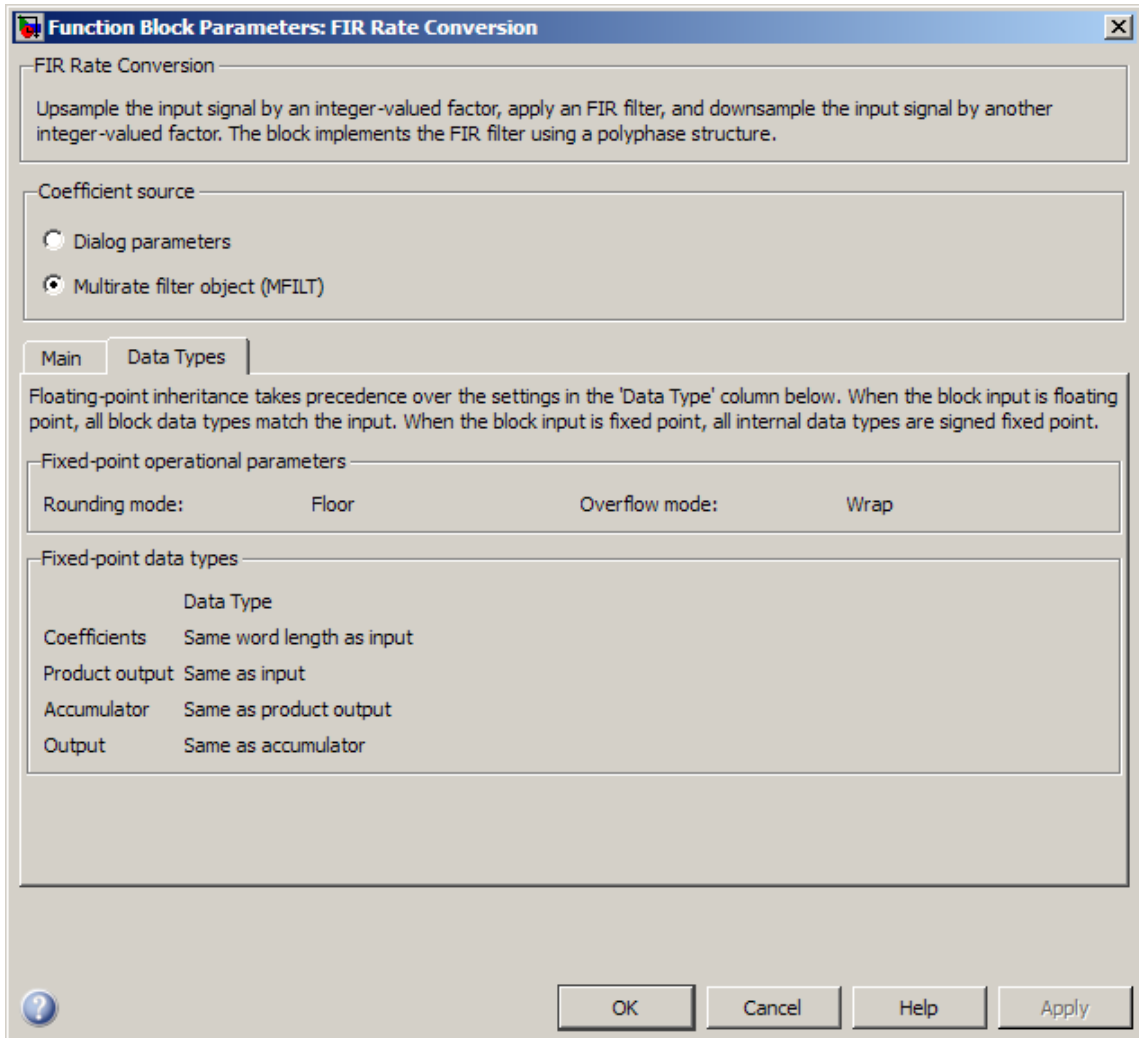 Function Block Parameters: FIR Rate Conversion
FIR Rate Conversion
Upsample the input signal by an integer-valued factor, apply an FIR filter, and downsample the input signal by another
integer-valued factor. The block implements the FIR filter using a polyphase structure.
Coefficient source
Dialog parameters
Multirate filter object (MFILT)
Main Data Types
Floating-point inheritance takes precedence over the settings in the 'Data Type' column below. When the block input is floating
point, all block data types match the input. When the block input is fixed point, all internal data types are signed fixed point.
Fixed-point operational parameters
Rounding mode: Floor Overflow mode: Wrap
Fixed-point data types
Data Type
Coefficients Same word length as input
Product output Same as input
Accumulator Same as product output
Output Same as accumulator
? OK Cancel Help Apply